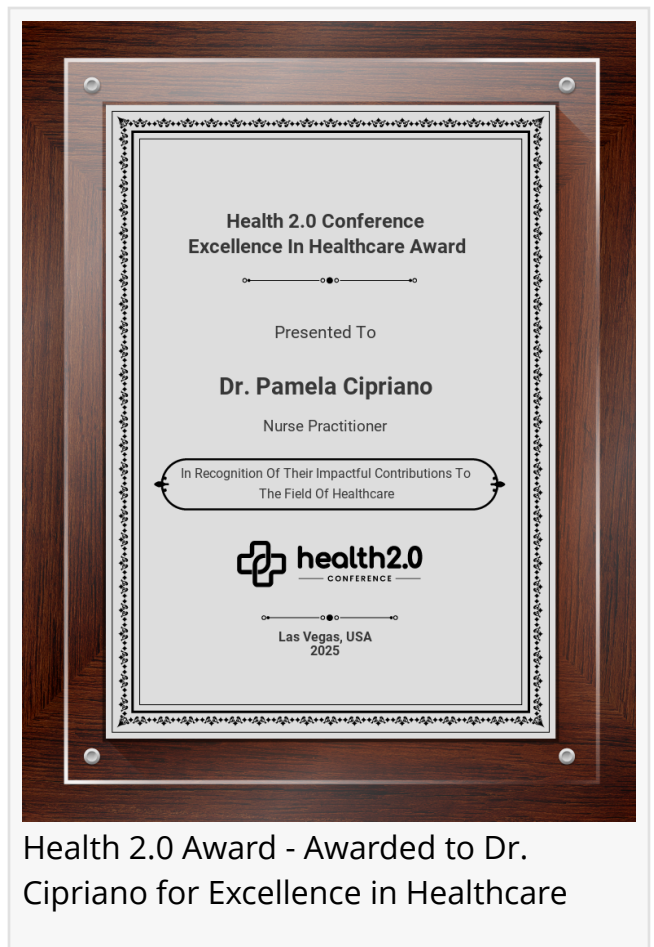 Health 2.0 Conference
Excellence In Healthcare Award
Presented To
Dr. Pamela Cipriano
Nurse Practitioner
In Recognition Of Their Impactful Contributions To
The Field Of Healthcare
health2.0
CONFERENCE
Las Vegas, USA
2025
Health 2.0 Award - Awarded to Dr.
Cipriano for Excellence in Healthcare